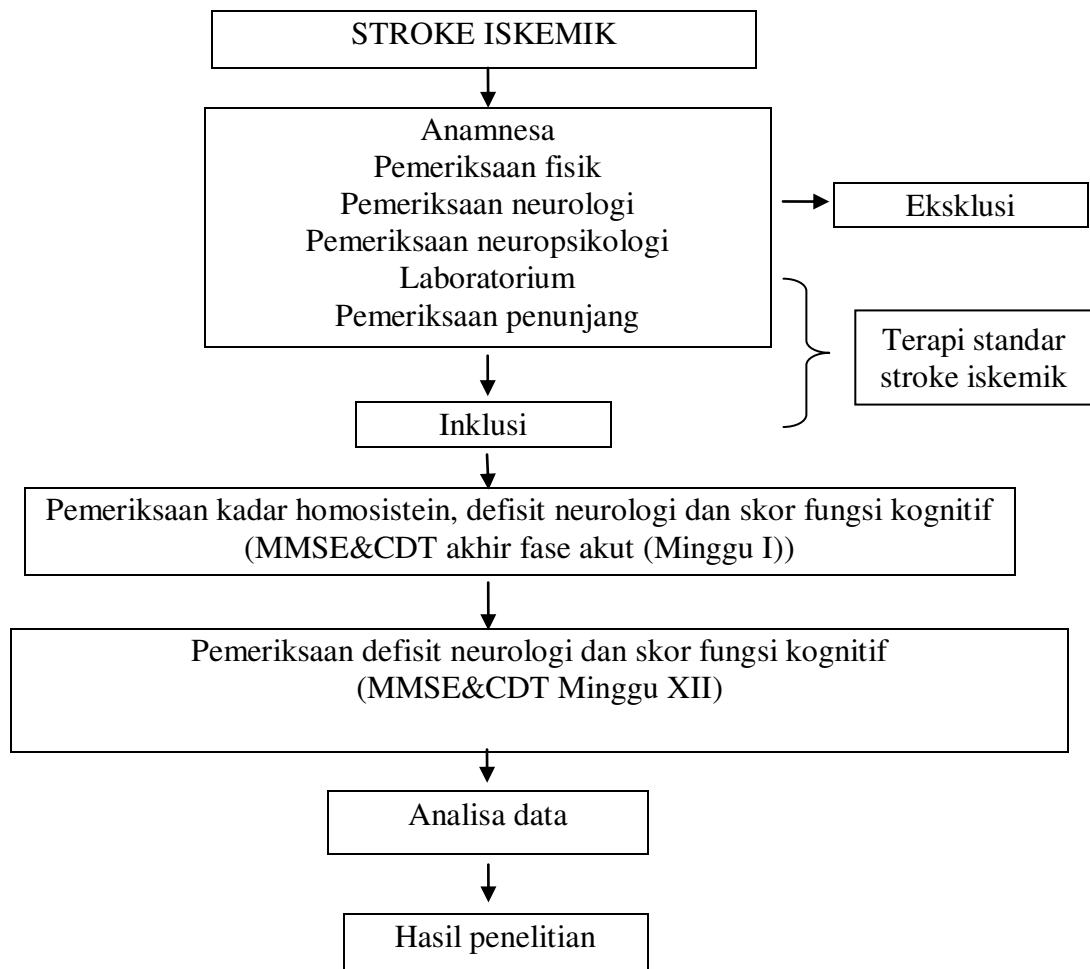 STROKE ISKEMIK
Anamnesa
Pemeriksaan fisik
Pemeriksaan neurologi
Pemeriksaan neuropsikologi
Laboratorium
Pemeriksaan penunjang
Eksklusi
Terapi standar
stroke iskemik
Inklusi
Pemeriksaan kadar homosistein, defisit neurologi dan skor fungsi kognitif
(MMSE&CDT akhir fase akut (Minggu I))
Pemeriksaan defisit neurologi dan skor fungsi kognitif
(MMSE&CDT Minggu XII)
Analisa data
Hasil penelitian